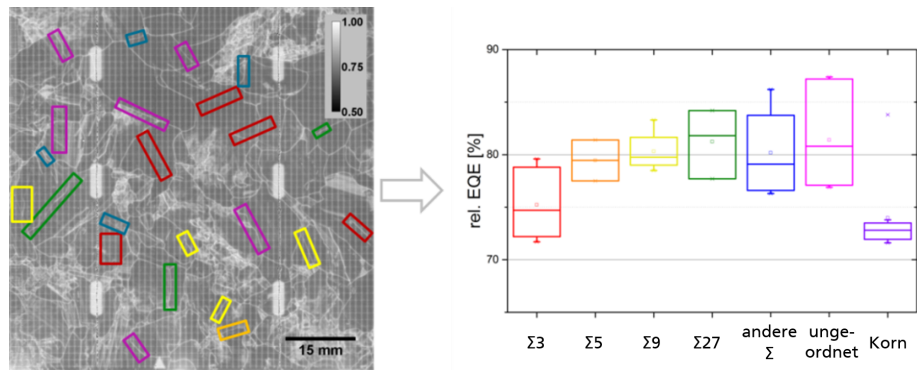 1.00
0.75
0.50
15 mm
rel. EQE [%]
90
80
70
Σ3
Σ5
Σ9
Σ27
andere
Σ
unge-
ordnet
Korn